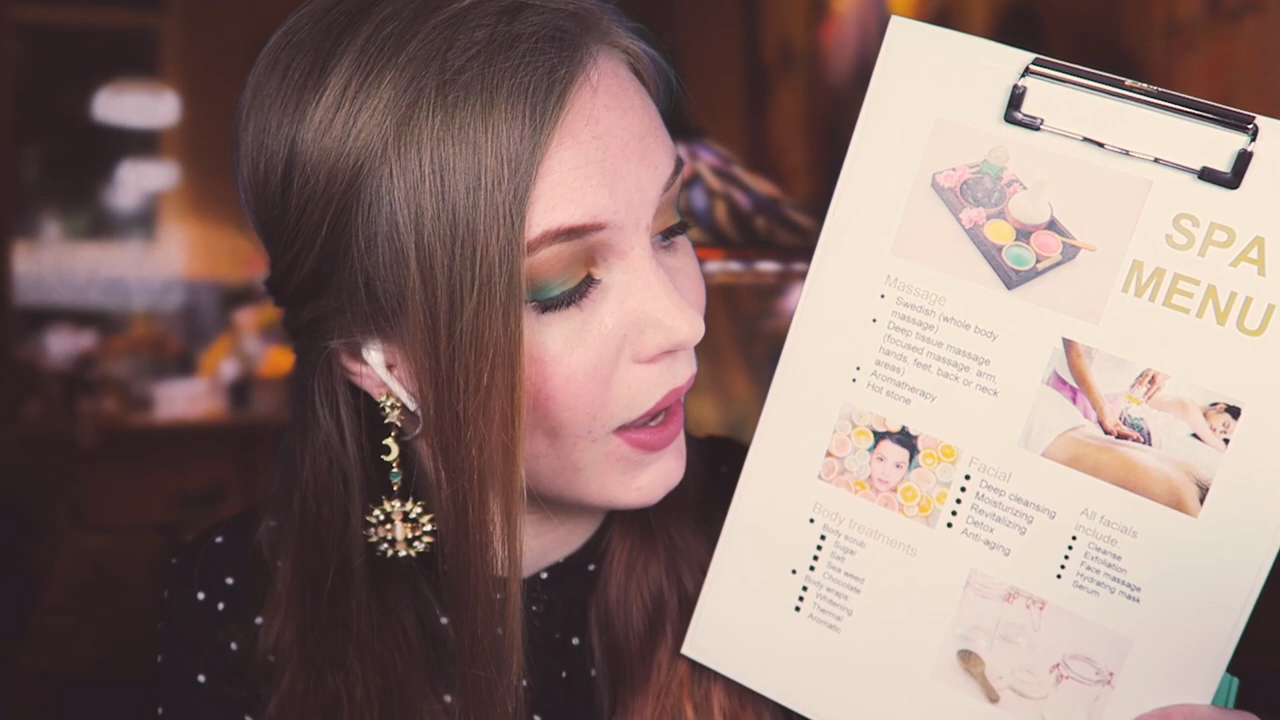 SPA
MENU
Massage
Swedish (whole body
massage)
Deep tissue massage
(focused massage: arm,
hands, feet, back or neck
areas)
Aromatherapy
Hot stone
Facial
Deep cleansing
Moisturizing
Revitalizing
Detox
Anti-aging
All facials
include:
Cleanse
Exfoliation
Face massage
Hydrating mask
Serum
Body treatments
Body scrub
Sugar
Salt
Sea weed
Chocolate
Body wraps:
Whitening
Thermal
Aromatic